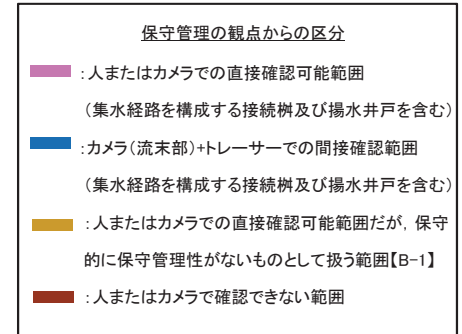 保守管理の観点からの区分
:人またはカメラでの直接確認可能範囲
(集水経路を構成する接続桝及び揚水井戸を含む)
:カメラ(流末部)+トレーサーでの間接確認範囲
(集水経路を構成する接続桝及び揚水井戸を含む)
:人またはカメラでの直接確認可能範囲だが, 保守
的に保守管理性がないものとして扱う範囲【B-1】
:人またはカメラで確認できない範囲